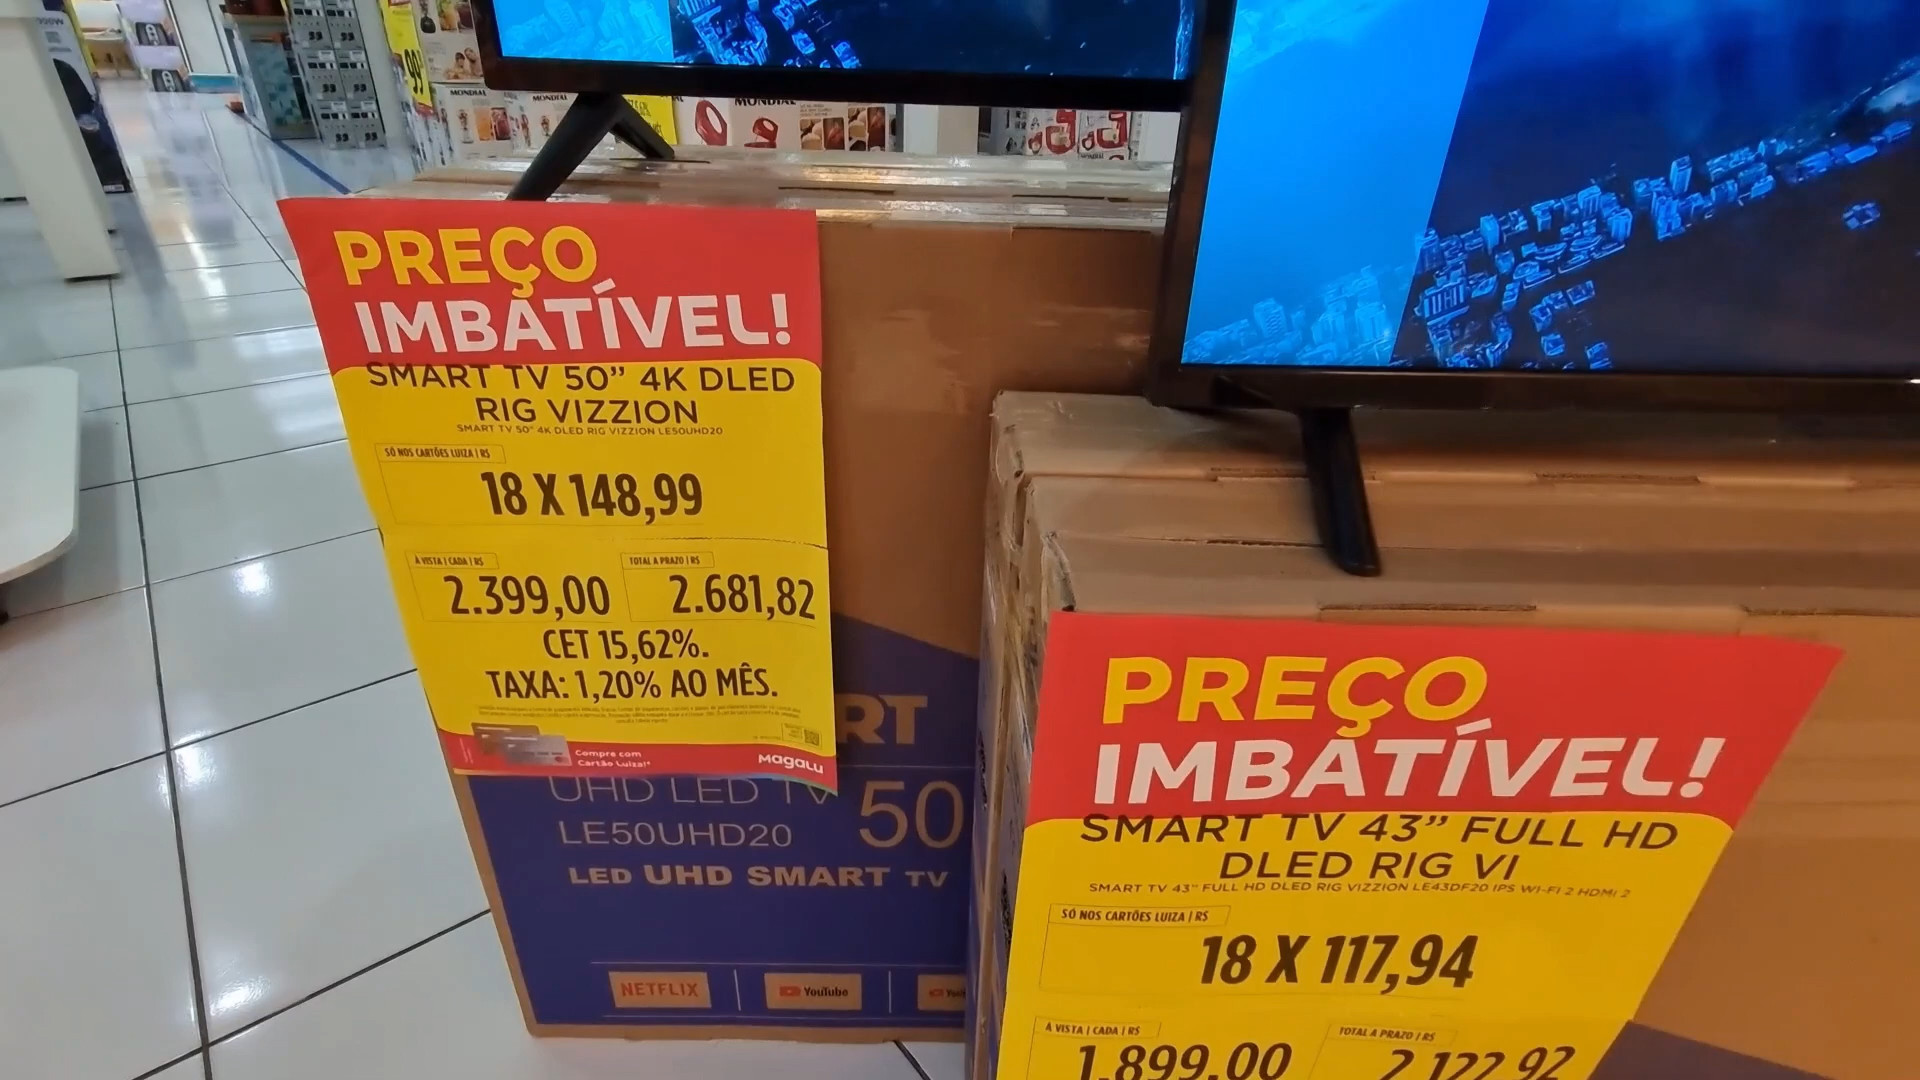 PREÇO
IMBATÍVEL!
SMART TV 50” 4K DLED
RIG VIZZION
SMART TV 50" 4K DLED RIG VIZZION LE50UHD20
SÓ NOS CARTÕES LUIZA | R$
18 X 148,99
À VISTA | CADA | R$
2.399,00
TOTAL A PRAZO | R$
2.681,82
CET 15,62%.
TAXA: 1,20% AO MÊS.
Compre com
Cartão Luiza!*
Magalu
RT
UHD LED TV 50
LE50UHD20
LED UHD SMART TV
NETFLIX
YouTube
PREÇO
IMBATÍVEL!
SMART TV 43” FULL HD
DLED RIG VI
SMART TV 43" FULL HD DLED RIG VIZZION LE43DF20 IPS WI-FI 2 HDMI 2
SÓ NOS CARTÕES LUIZA | R$
18 X 117,94
À VISTA | CADA | R$
1.899,00
TOTAL A PRAZO | R$
2.122,92
MONDIAL
MONDIAL
MONDIAL
99